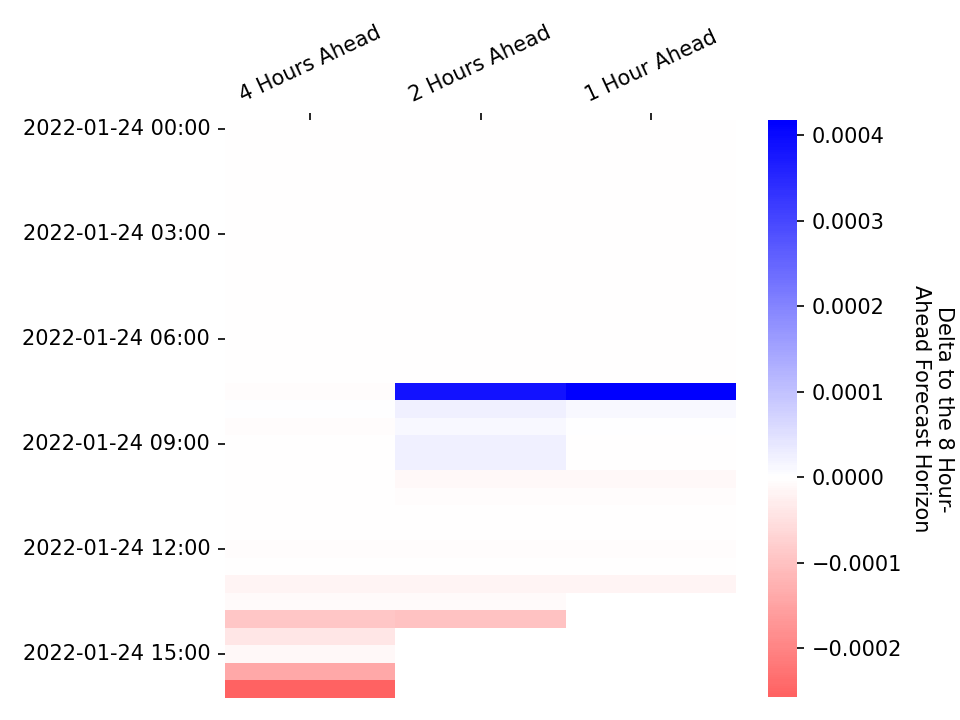 4 Hours Ahead
2 Hours Ahead
1 Hour Ahead
2022-01-24 00:00
2022-01-24 03:00
2022-01-24 06:00
2022-01-24 09:00
2022-01-24 12:00
2022-01-24 15:00
0.0004
0.0003
0.0002
0.0001
0.0000
−0.0001
−0.0002
Delta to the 8 Hour-
Ahead Forecast Horizon